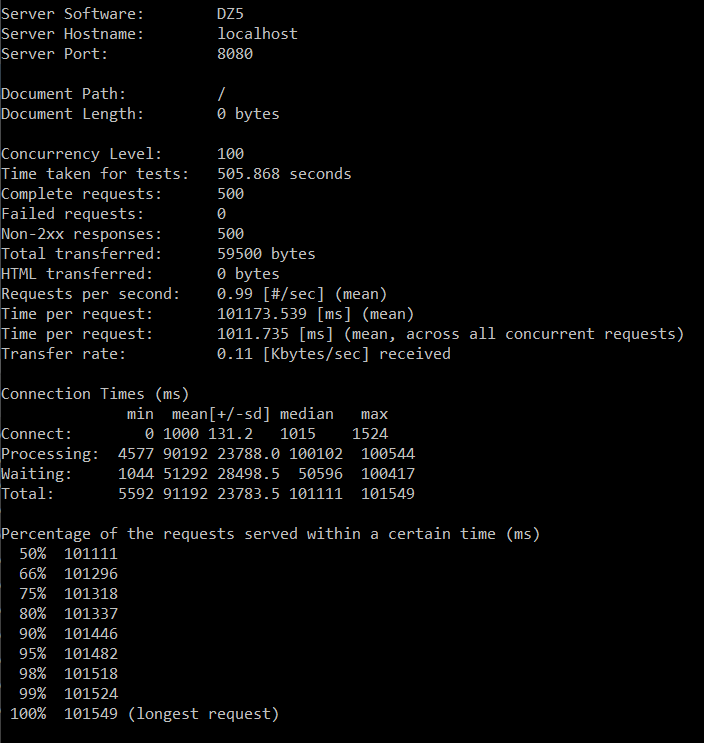 Server Software:        DZ5
Server Hostname:        localhost
Server Port:            8080

Document Path:          /
Document Length:        0 bytes

Concurrency Level:      100
Time taken for tests:   505.868 seconds
Complete requests:      500
Failed requests:        0
Non-2xx responses:      500
Total transferred:      59500 bytes
HTML transferred:       0 bytes
Requests per second:    0.99 [#/sec] (mean)
Time per request:       101173.539 [ms] (mean)
Time per request:       1011.735 [ms] (mean, across all concurrent requests)
Transfer rate:          0.11 [Kbytes/sec] received

Connection Times (ms)
              min  mean[+/-sd] median   max
Connect:        0 1000 131.2   1015    1524
Processing:  4577 90192 23788.0 100102  100544
Waiting:     1044 51292 28498.5  50596  100417
Total:       5592 91192 23783.5 101111  101549

Percentage of the requests served within a certain time (ms)
  50%  101111
  66%  101296
  75%  101318
  80%  101337
  90%  101446
  95%  101482
  98%  101518
  99%  101524
 100%  101549 (longest request)